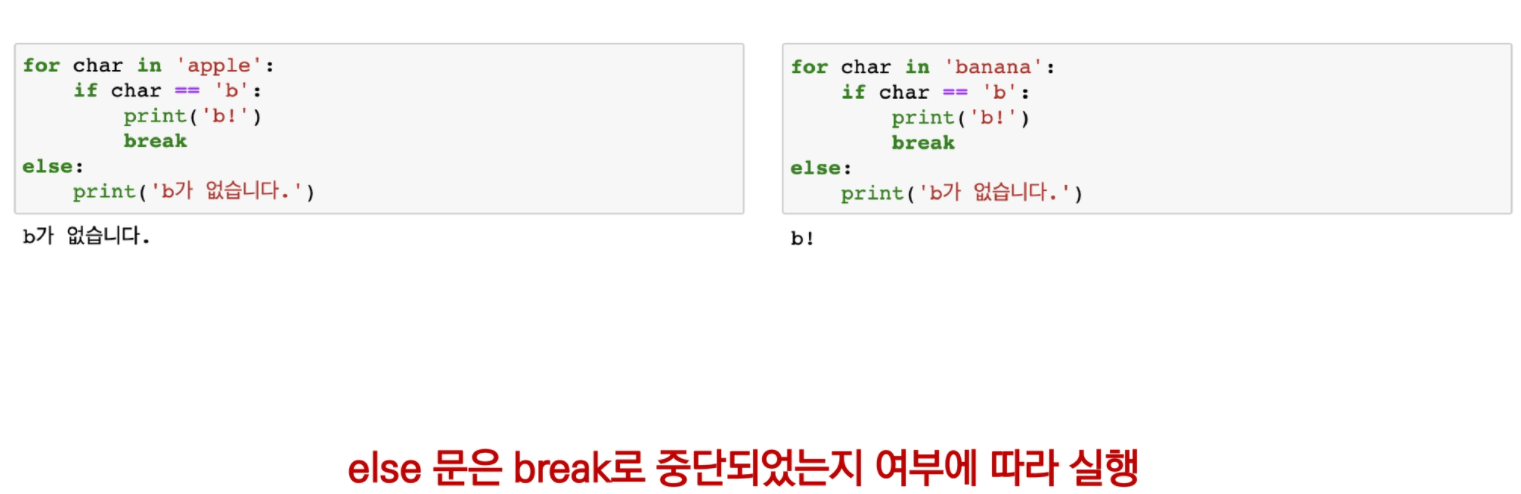 for char in 'apple':
    if char == 'b':
        print('b!')
        break
else:
    print('b가 없습니다.')
b가 없습니다.
for char in 'banana':
    if char == 'b':
        print('b!')
        break
else:
    print('b가 없습니다.')
b!
else 문은 break로 중단되었는지 여부에 따라 실행